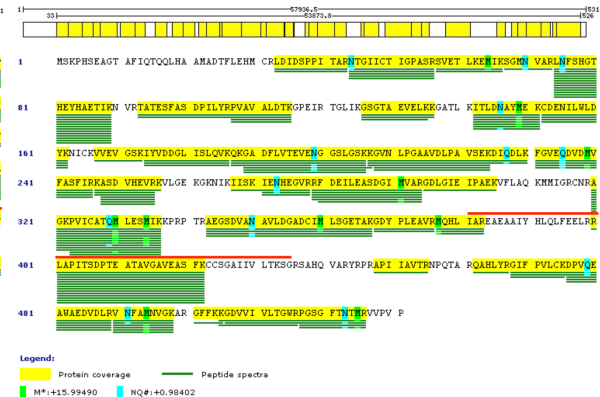 1 57936.5 531
33) 53873.8 526
1 MSKPHSEAGT AFIQTQQLHA AMADTFLEHM CRLDIDSPPI TARNTGIICT IGPASRSVET LKEMIKSGMN VARLNFSHGT
81 HEYHAETIKN VRTATESFAS DPILYRPVAV ALDTKGPEIR TGLIKGSGTA EVELKKGATL KITLDNAYME KCDENILWLD
161 YKNICKVVEV GSKIYVDDGL ISLQVKQKGA DFLVTEVENG GSLGSKKGVN LPGAAVDLPA VSEKDIQDLK FGVEQDVDMV
241 FASFIRKASD VHEVRKVLGE KGKNIKIISK IENHEGVRRF DEILEASDGI MVARGDLGIE IPAEKVFLAQ KMMIGRCNRA
321 GKPVICATQM LESMIKKPRP TRAEGSDVAN AVLDGADCIM LSGETAKGDY PLEAVRMQHL IAREAEAAIY HLQLFEELRR
401 LAPITSDPTE ATAVGAVEAS FKCCSGAIIV LTKSGRSAHQ VARYRPRAPI IAVTRNPQTA RQAHLYRGIF PVLCKDPVQE
481 AWAEDVDLRV NFAMNVGKAR GFFKKGDVVI VLTGWRPGSG FTNTMRVVPV P
Legend:
Protein coverage Peptide spectra
M*:+15.99490 NQ#:+0.98402